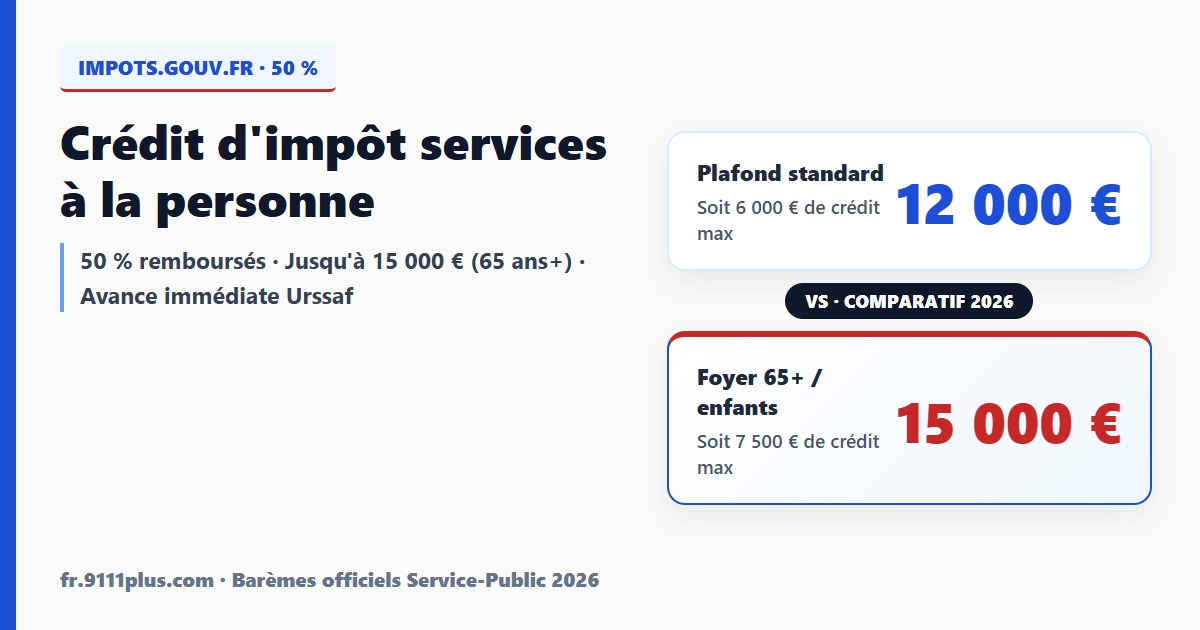 IMPOTS.GOUV.FR · 50 %
Crédit d'impôt services
à la personne
50 % remboursés · Jusqu'à 15 000 € (65 ans+) ·
Avance immédiate Urssaf
Plafond standard
Soit 6 000 € de crédit
max
12 000 €
VS · COMPARATIF 2026
Foyer 65+ /
enfants
Soit 7 500 € de crédit
max
15 000 €
fr.9111plus.com · Barèmes officiels Service-Public 2026